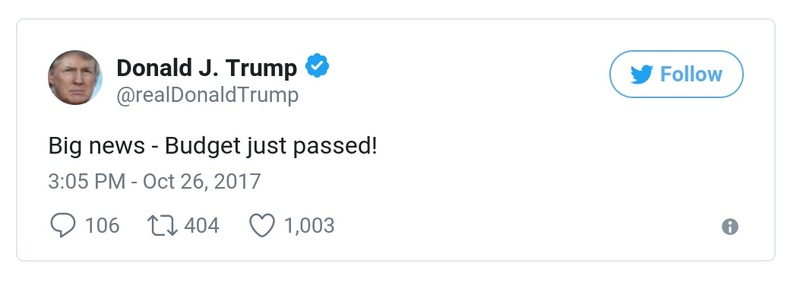 Donald J. Trump
@realDonaldTrump
Follow
Big news - Budget just passed!
3:05 PM - Oct 26, 2017
106 404 1,003